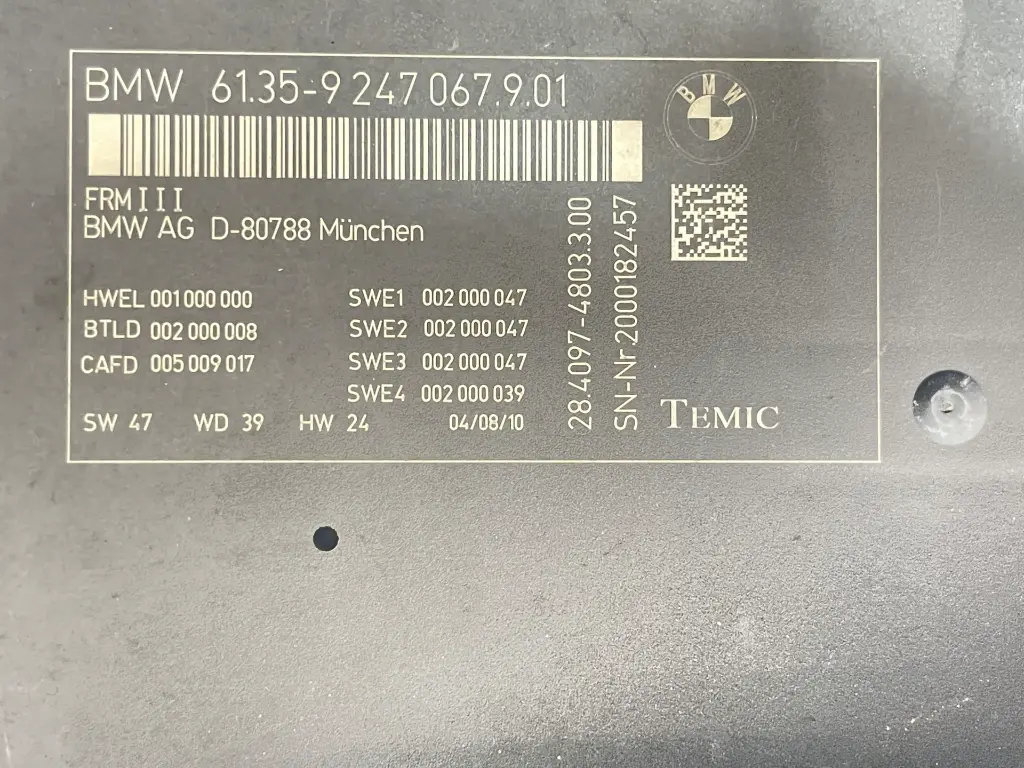 BMW 61.35-9 247 067.9.01
BMW
FRM III
BMW AG D-80788 München
HWEL 001 000 000
BTLD 002 000 008
CAFD 005 009 017
SWE1 002 000 047
SWE2 002 000 047
SWE3 002 000 047
SWE4 002 000 039
SW 47 WD 39 HW 24 04/08/10
28.4097-4803.3.00
SN-Nr 2000182457
TEMIC